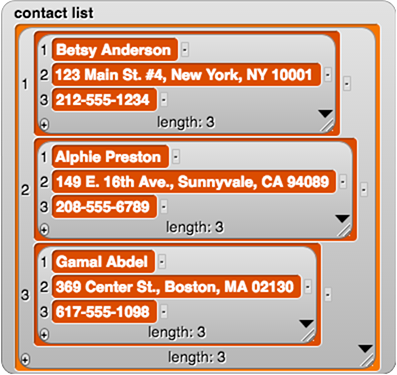 contact list
1
1 Betsy Anderson
2 123 Main St. #4, New York, NY 10001
3 212-555-1234
length: 3
2
1 Alphie Preston
2 149 E. 16th Ave., Sunnyvale, CA 94089
3 208-555-6789
length: 3
3
1 Gamal Abdel
2 369 Center St., Boston, MA 02130
3 617-555-1098
length: 3
length: 3